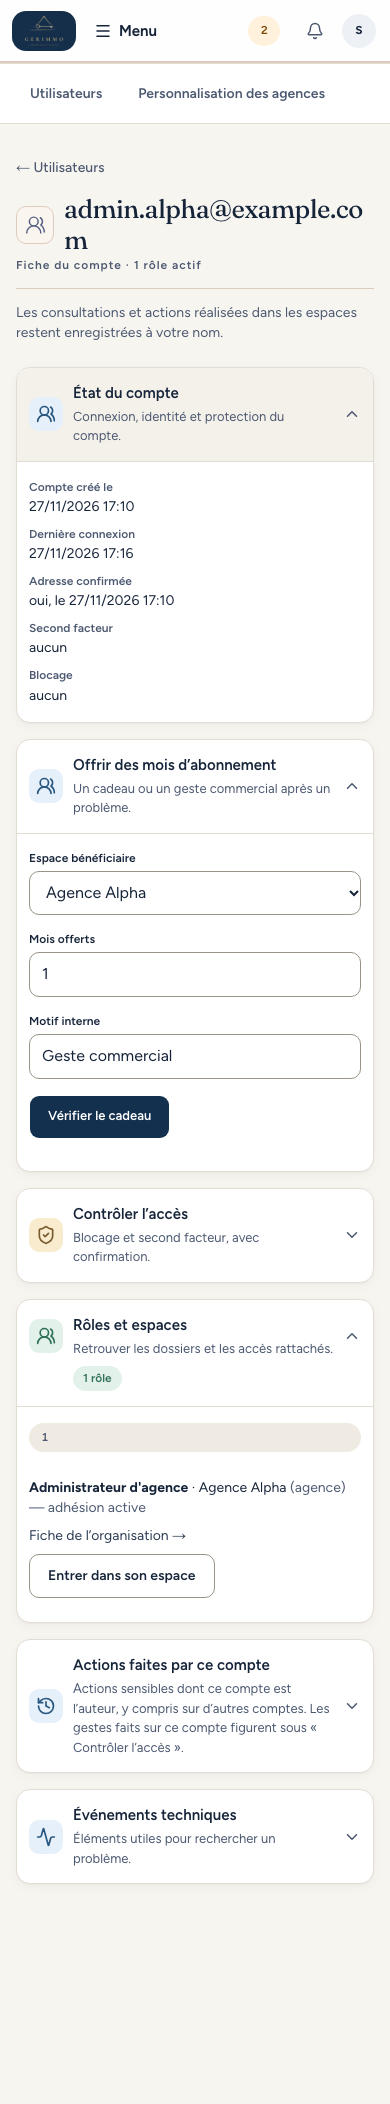 GERIMMO
Menu
2
S
Utilisateurs
Personnalisation des agences
← Utilisateurs
admin.alpha@example.co
m
Fiche du compte · 1 rôle actif
Les consultations et actions réalisées dans les espaces
restent enregistrées à votre nom.
État du compte
Connexion, identité et protection du
compte.
Compte créé le
27/11/2026 17:10
Dernière connexion
27/11/2026 17:16
Adresse confirmée
oui, le 27/11/2026 17:10
Second facteur
aucun
Blocage
aucun
Offrir des mois d’abonnement
Un cadeau ou un geste commercial après un
problème.
Espace bénéficiaire
Agence Alpha
Mois offerts
1
Motif interne
Geste commercial
Vérifier le cadeau
Contrôler l’accès
Blocage et second facteur, avec
confirmation.
Rôles et espaces
Retrouver les dossiers et les accès rattachés.
1 rôle
1
Administrateur d'agence · Agence Alpha (agence)
— adhésion active
Fiche de l’organisation →
Entrer dans son espace
Actions faites par ce compte
Actions sensibles dont ce compte est
l’auteur, y compris sur d’autres comptes. Les
gestes faits sur ce compte figurent sous «
Contrôler l’accès ».
Événements techniques
Éléments utiles pour rechercher un
problème.